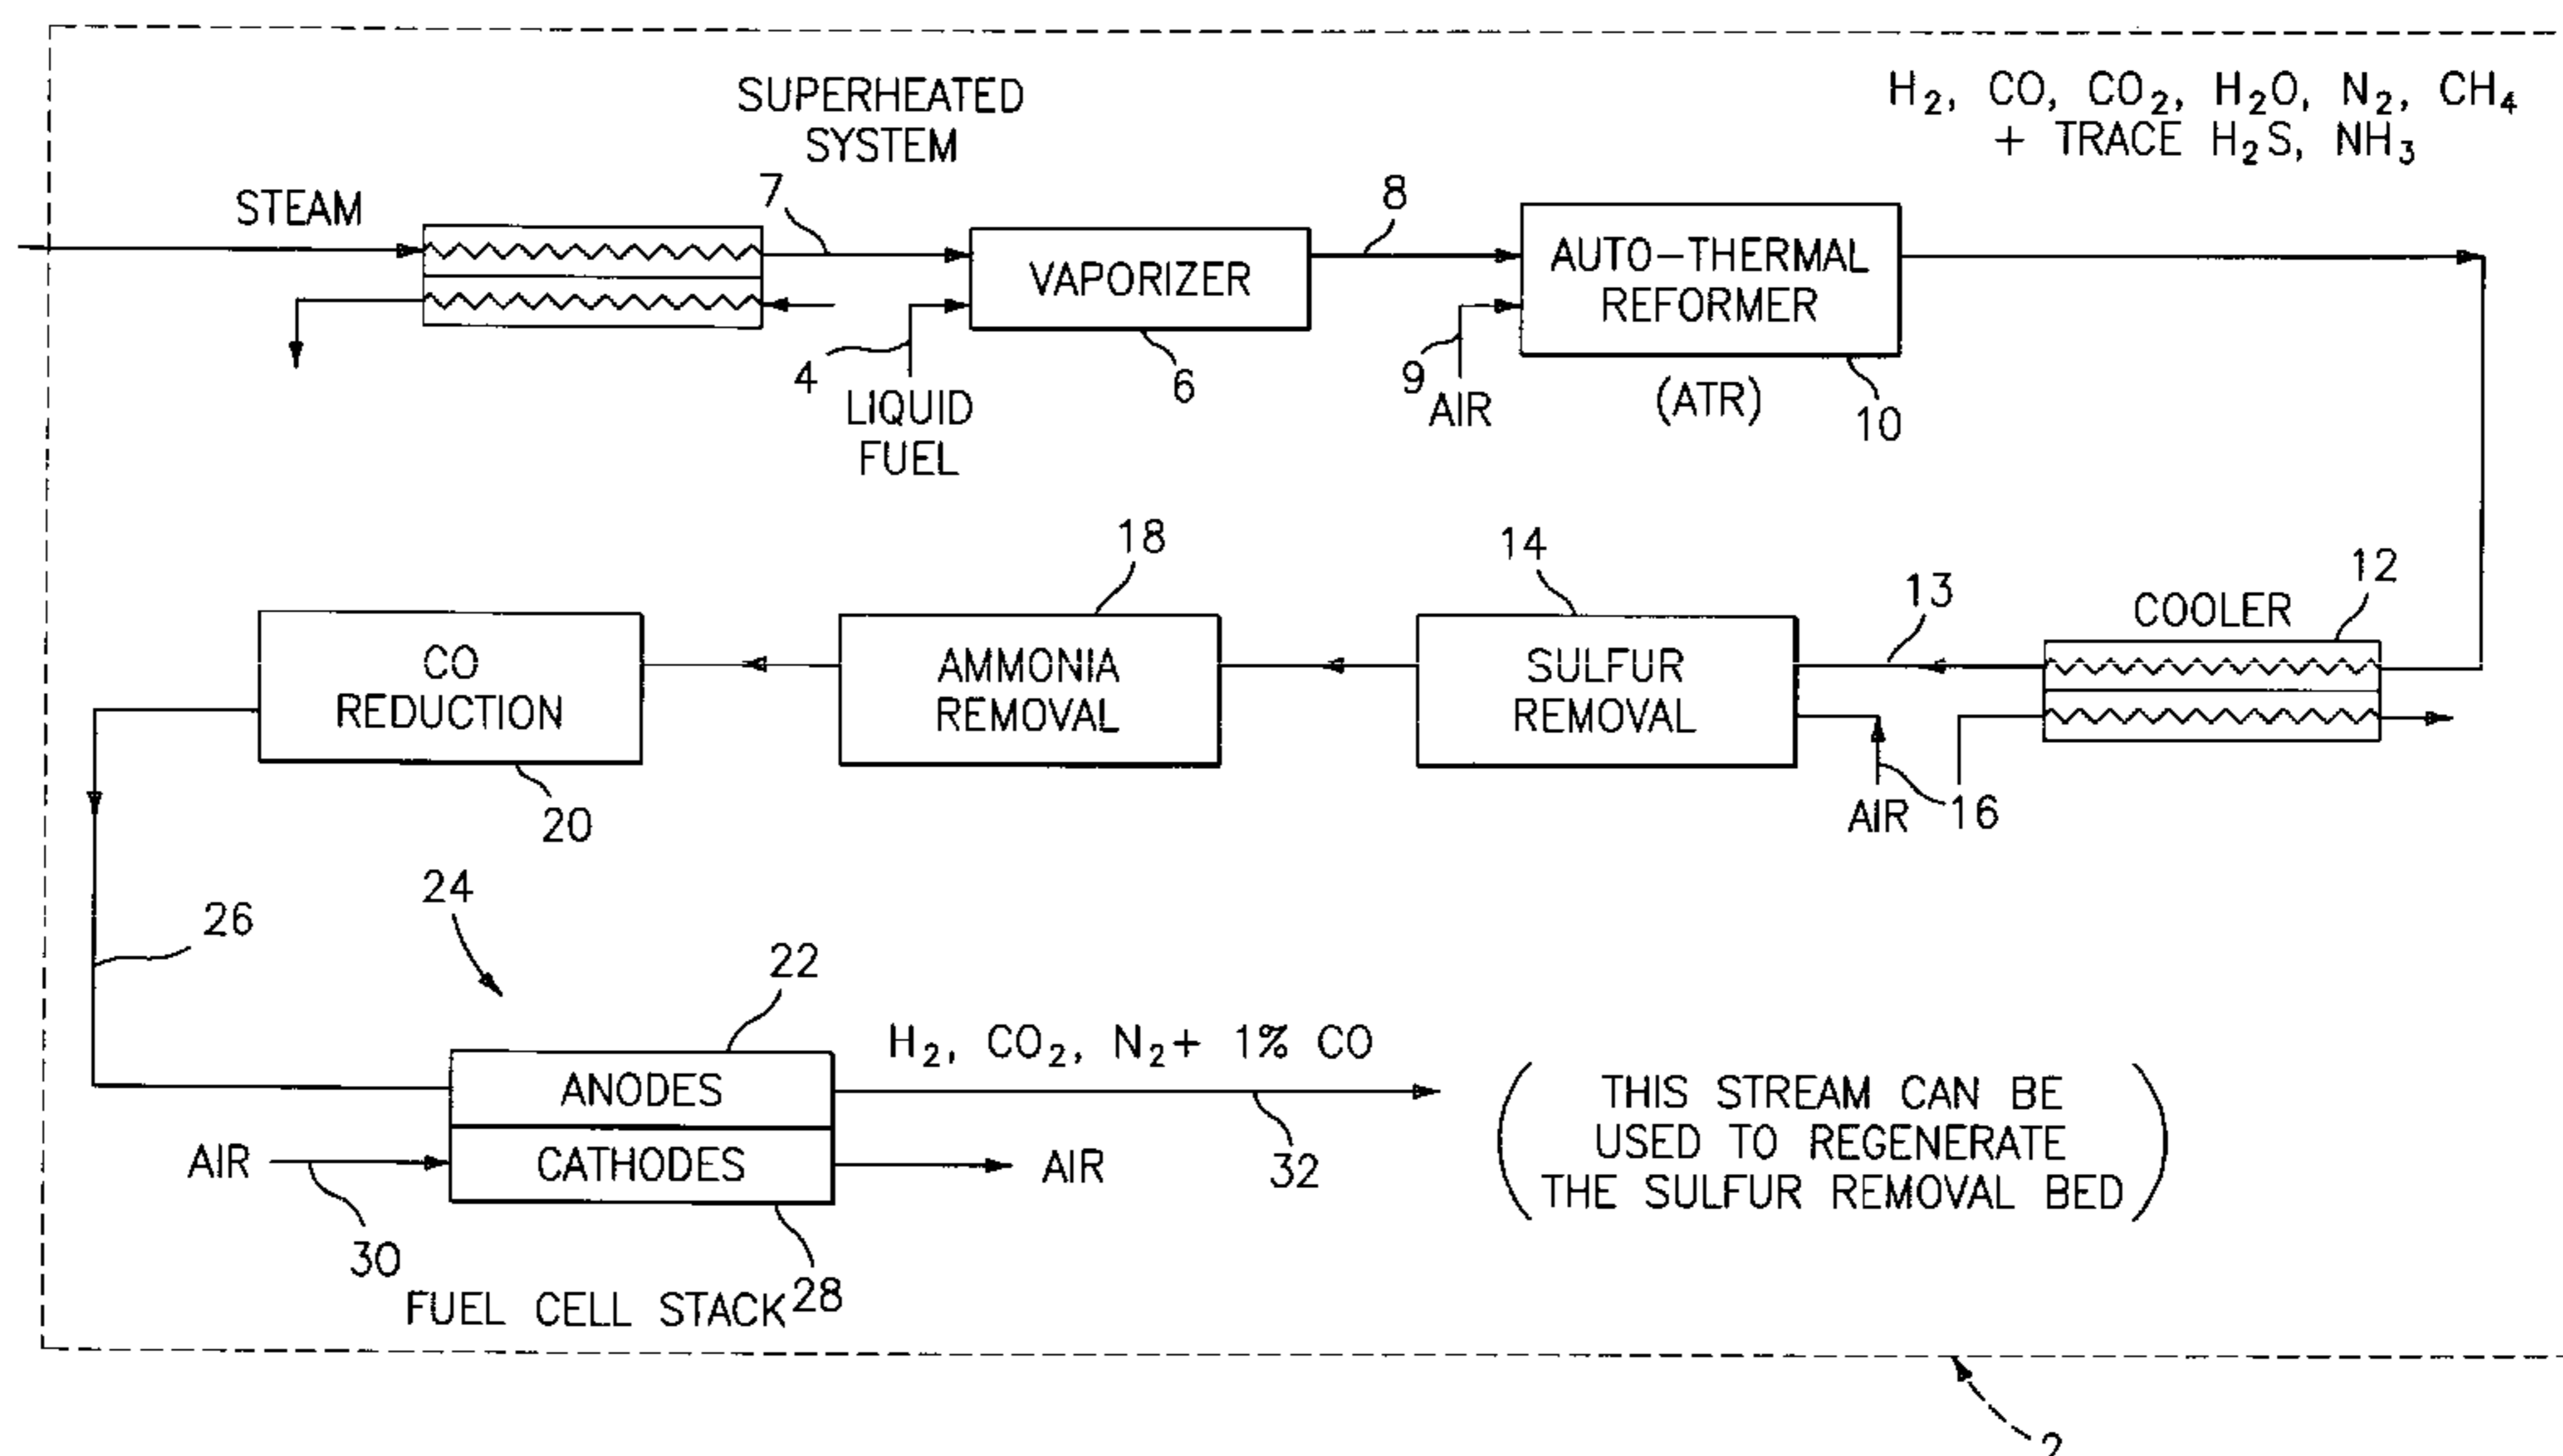 SUPERHEATED
SYSTEM
H₂, CO, CO₂, H₂O, N₂, CH₄
+ TRACE H₂S, NH₃
STEAM
7
8
VAPORIZER
AUTO-THERMAL
REFORMER
4
LIQUID
FUEL
6
9
AIR
(ATR)
10
18
14
13
12
COOLER
CO
REDUCTION
AMMONIA
REMOVAL
SULFUR
REMOVAL
20
AIR
16
24
26
22
H₂, CO₂, N₂+ 1% CO
ANODES
32
(THIS STREAM CAN BE
USED TO REGENERATE
THE SULFUR REMOVAL BED)
AIR
CATHODES
AIR
30
28
FUEL CELL STACK
2